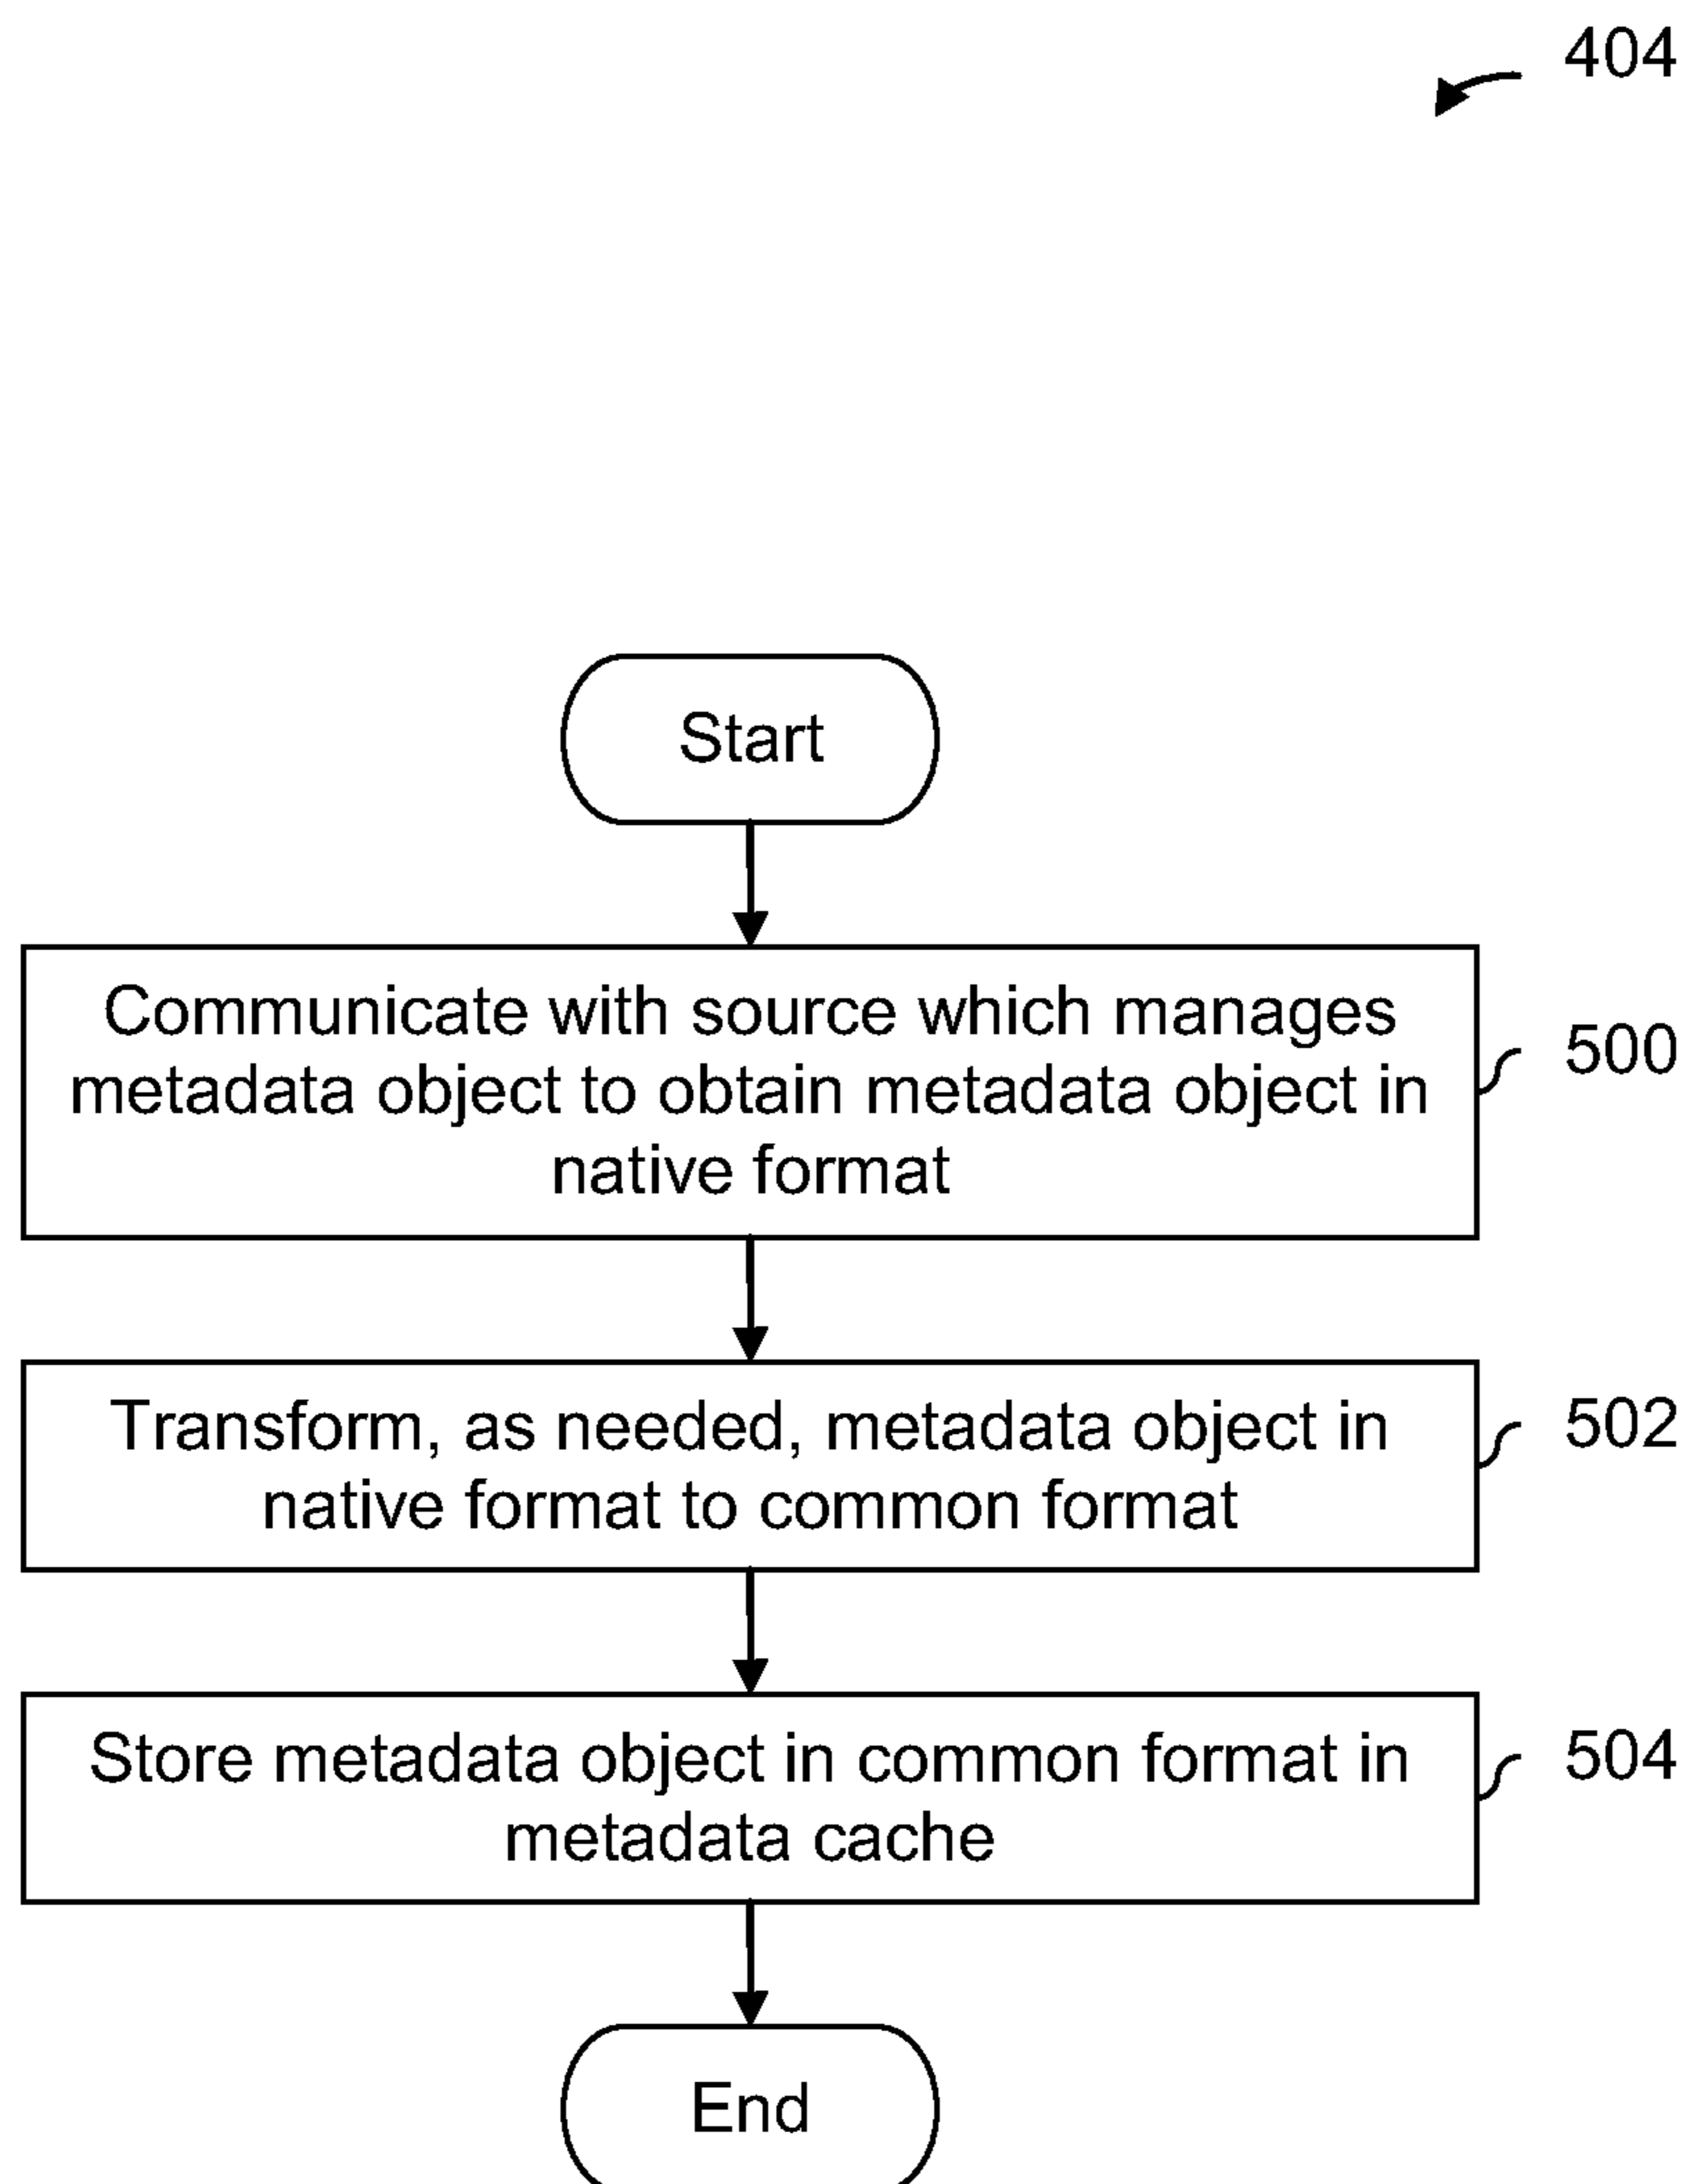 404
Start
Communicate with source which manages
metadata object to obtain metadata object in
native format
500
Transform, as needed, metadata object in
native format to common format
502
Store metadata object in common format in
metadata cache
504
End